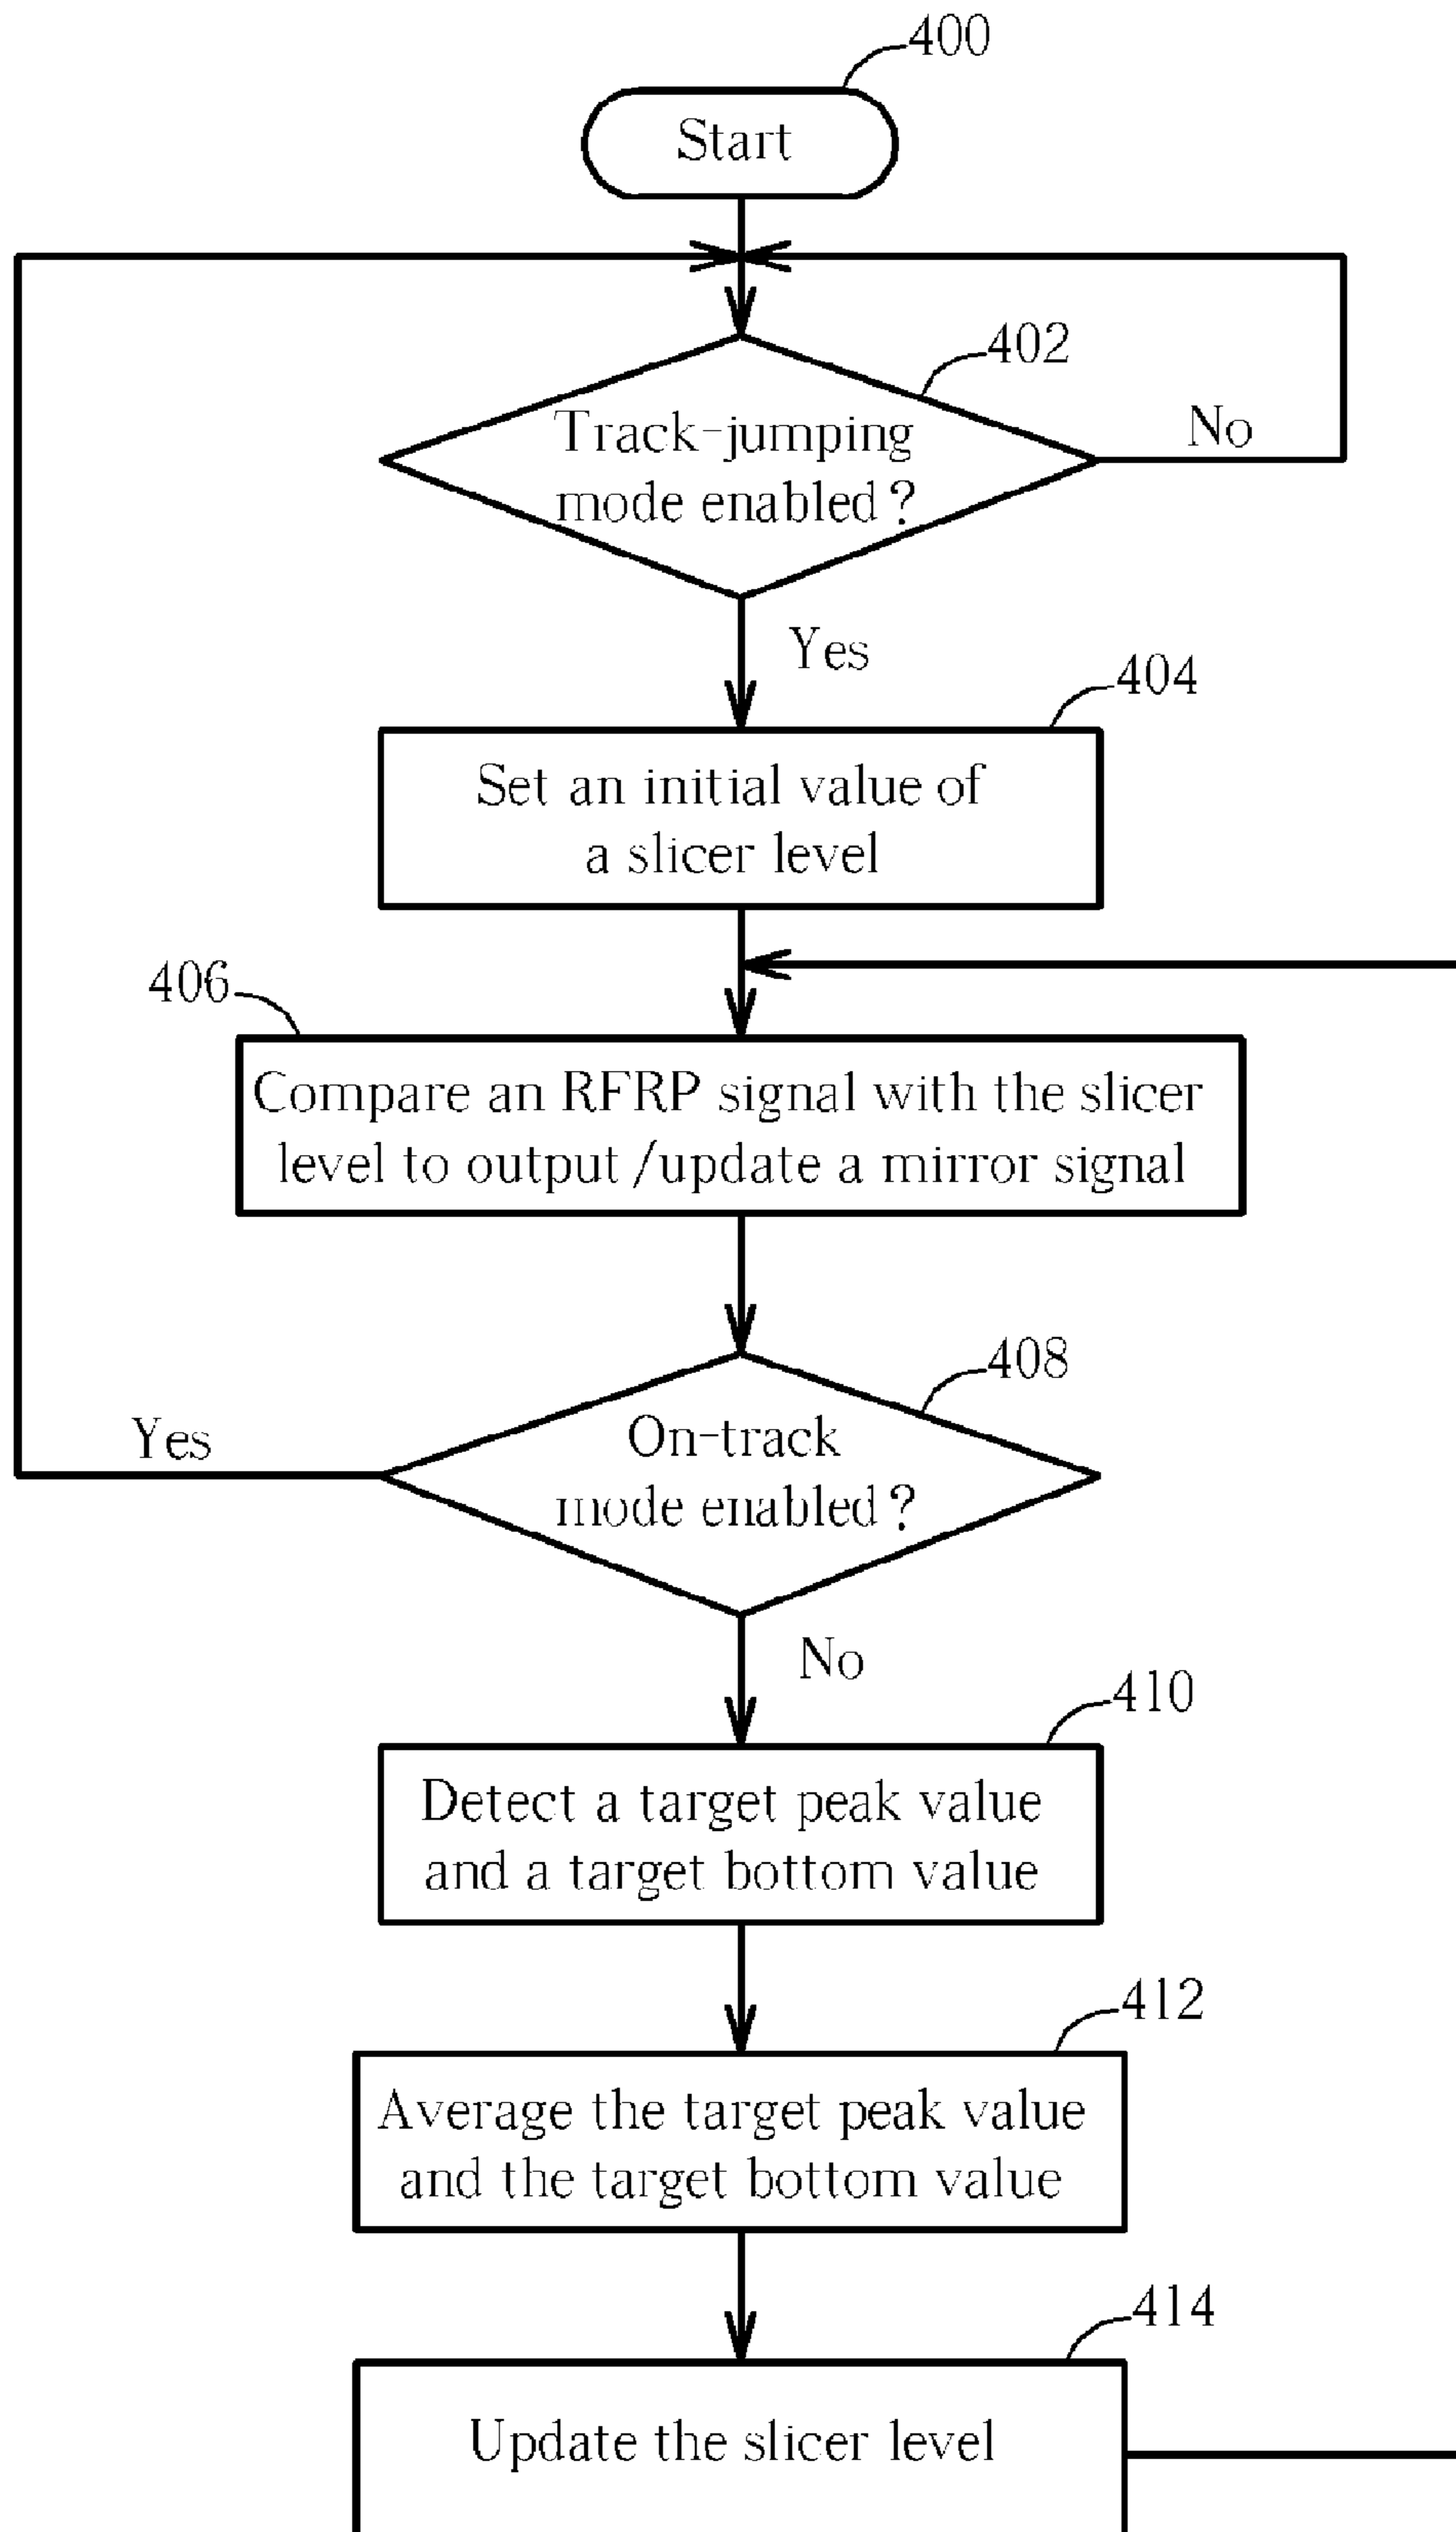 400
Start
402
Track-jumping
mode enabled?
No
Yes
404
Set an initial value of
a slicer level
406
Compare an RFRP signal with the slicer
level to output/update a mirror signal
408
On-track
mode enabled?
Yes
No
410
Detect a target peak value
and a target bottom value
412
Average the target peak value
and the target bottom value
414
Update the slicer level